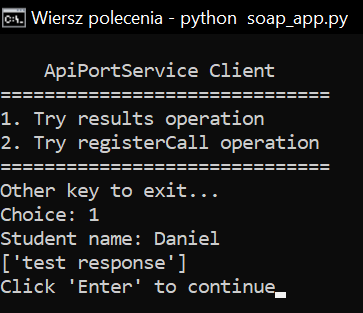 Wiersz polecenia - python soap_app.py
ApiPortService Client
==============================
1. Try results operation
2. Try registerCall operation
==============================
Other key to exit...
Choice: 1
Student name: Daniel
['test response']
Click 'Enter' to continue